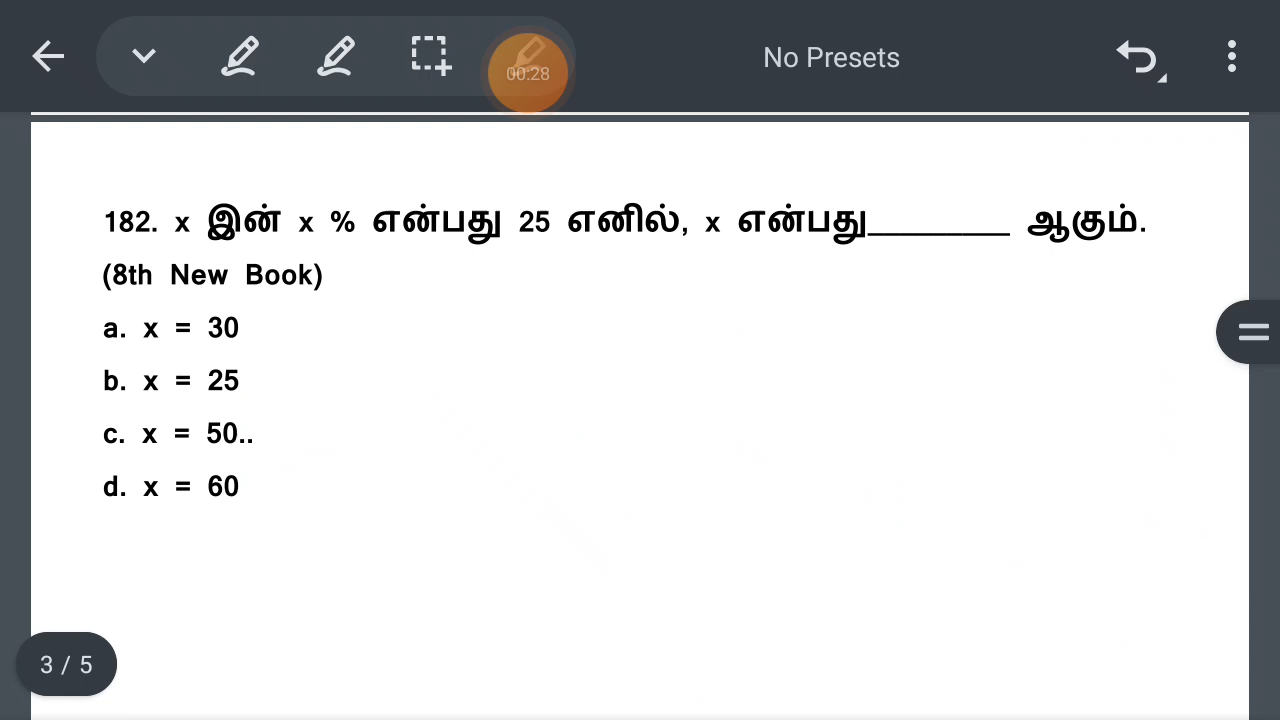 00:28
No Presets
182. x இன் x % என்பது 25 எனில், x என்பது_________ ஆகும்.
(8th New Book)
a. x = 30
b. x = 25
c. x = 50..
d. x = 60
3 / 5